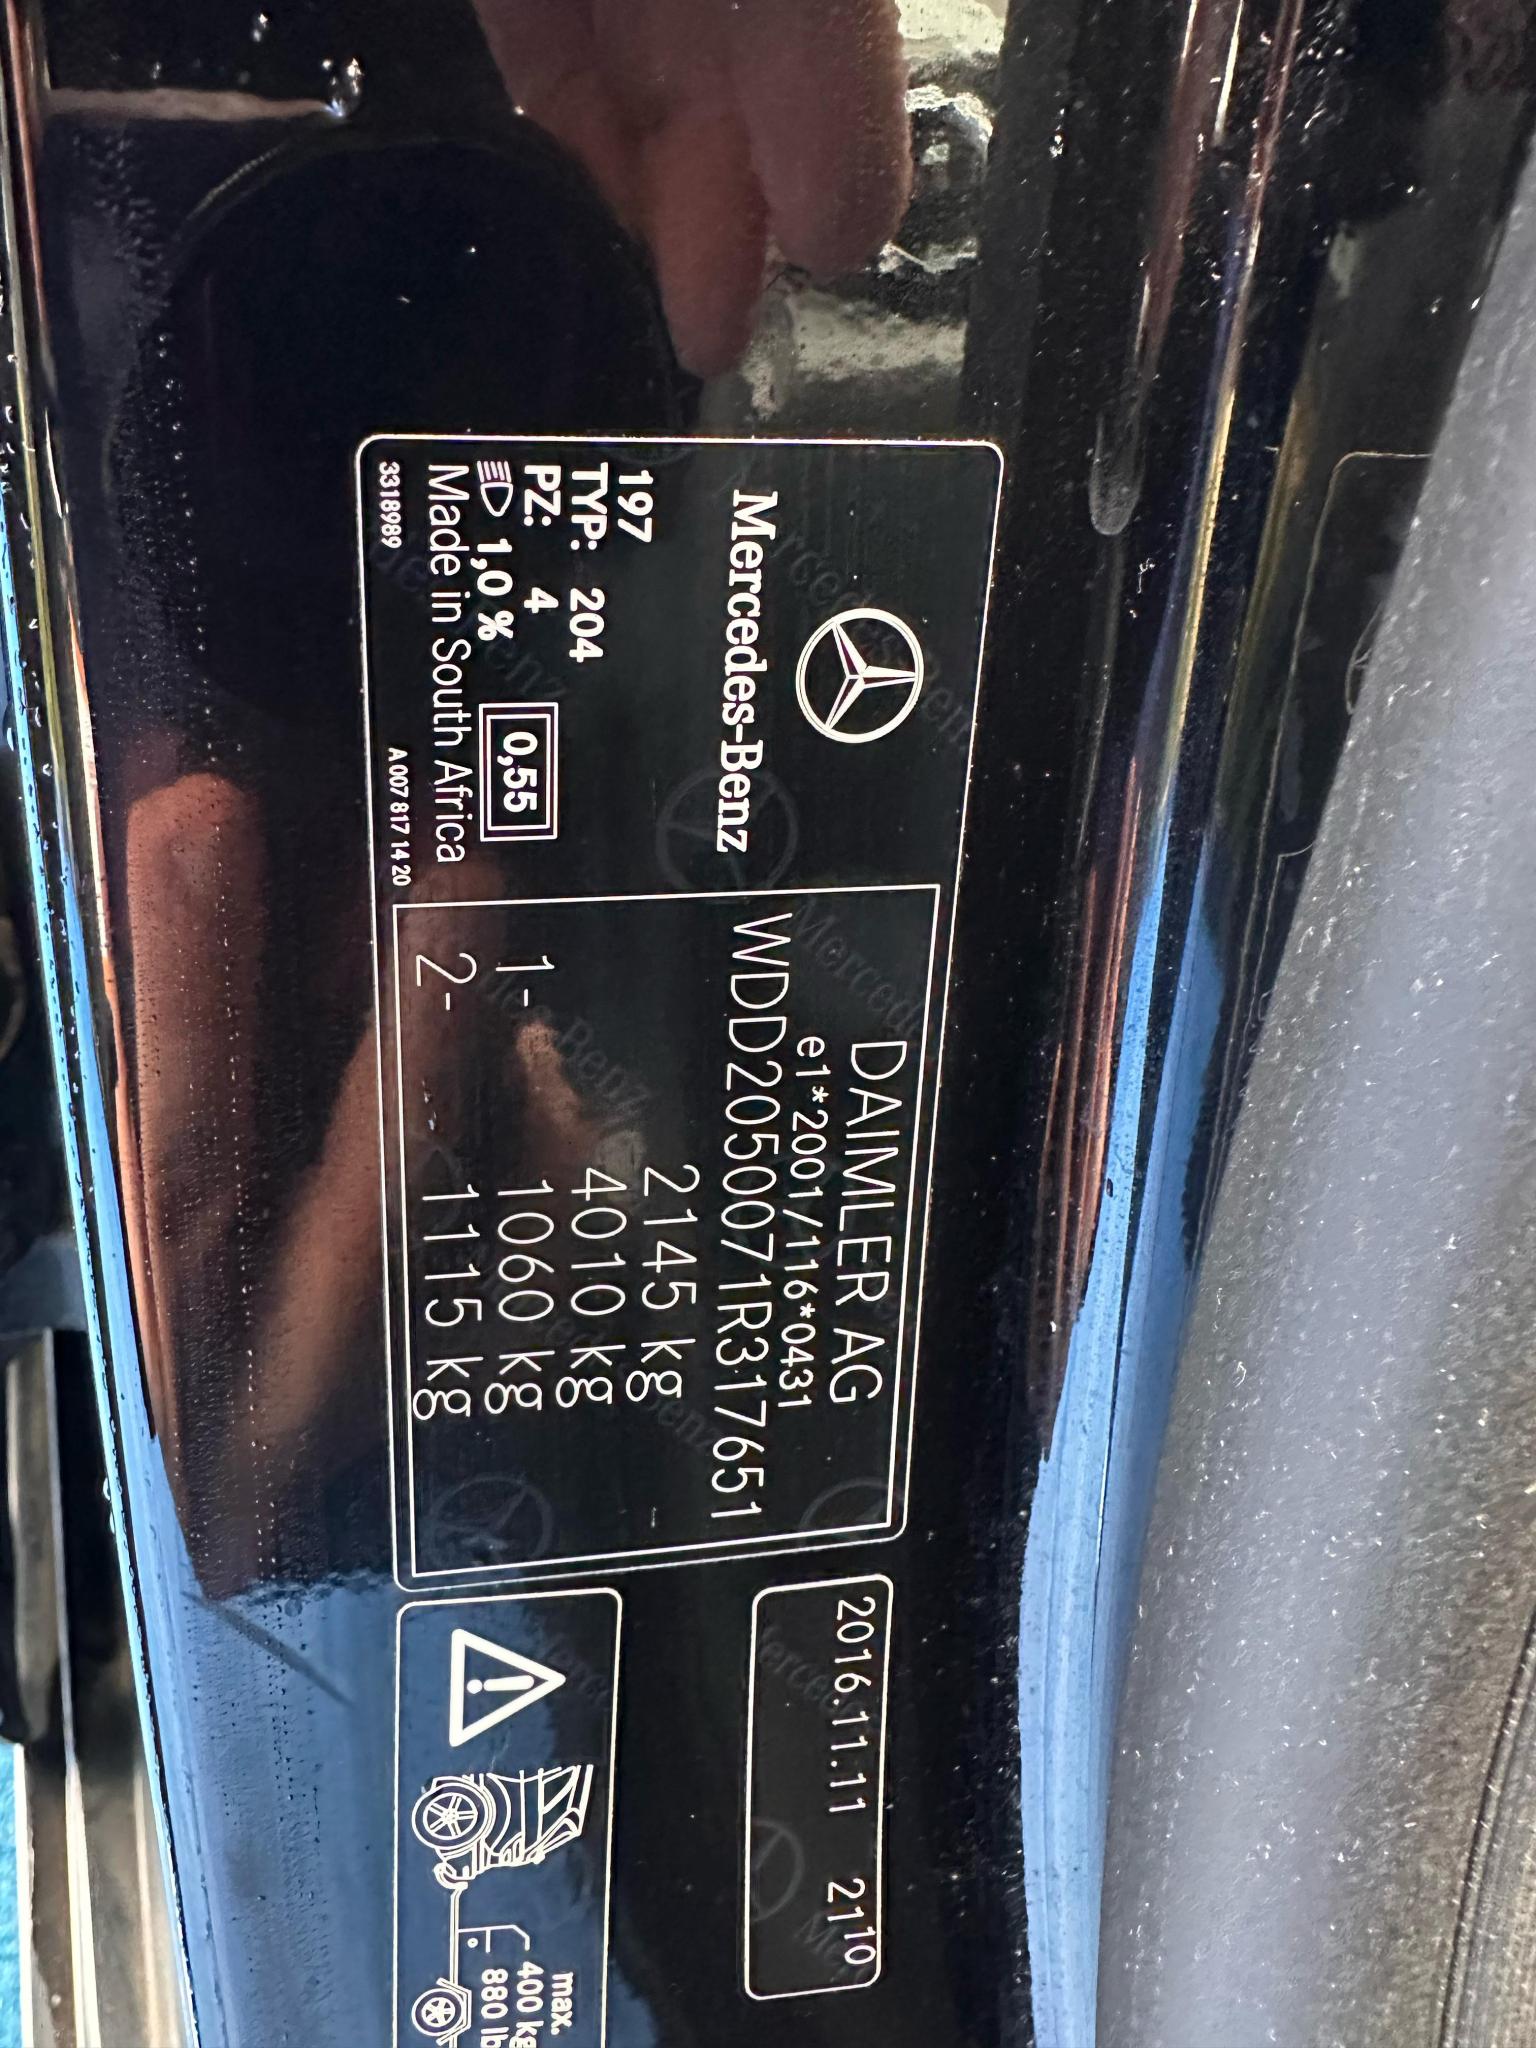 Mercedes-Benz
197
TYP: 204
PZ: 4
1,0 %
0,55
Made in South Africa
3318989
A 007 817 14 20
DAIMLER AG
e1*2001/116*0431
WDD2050071R317651
2145 kg
4010 kg
1- 1060 kg
2- 1115 kg
2016.11.11 2110
max.
400 kg
880 lb